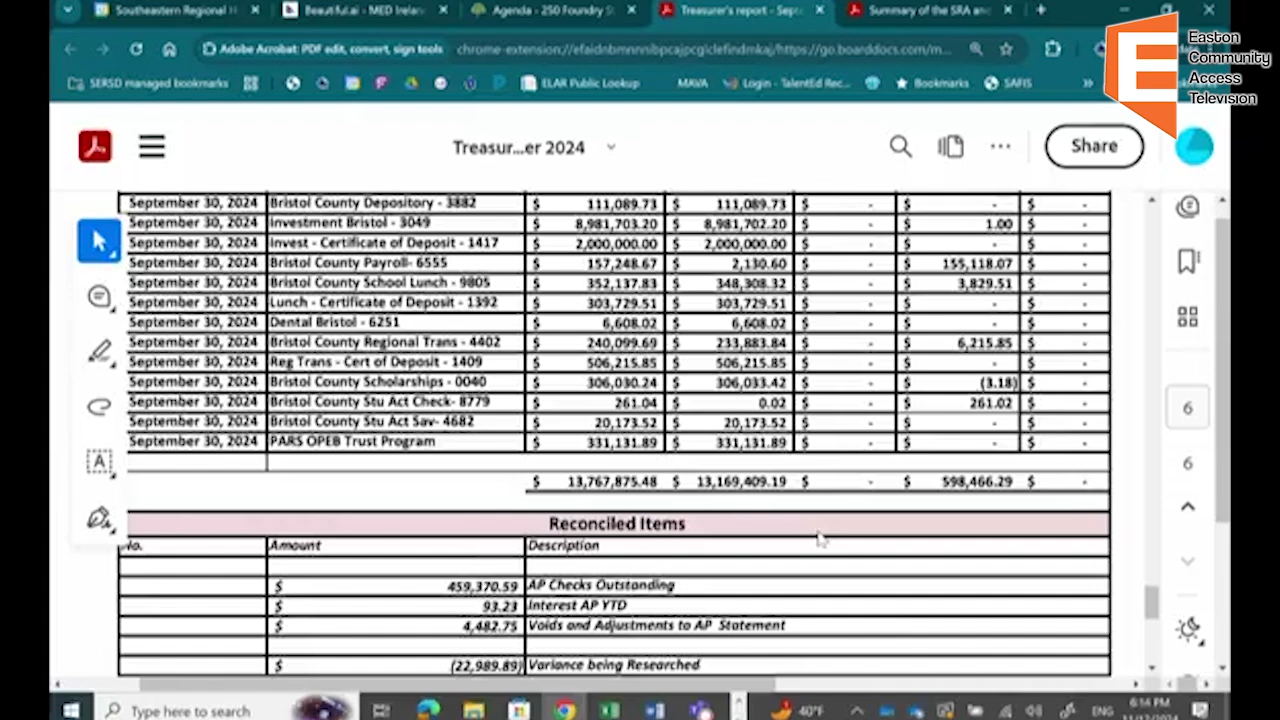 Southeastern Regional
Beautiful.ai - MED Irelan
Agenda - 250 Foundry S
Treasurer's report - Sept
Summary of the SRA and
Adobe Acrobat: PDF edit, convert, sign tools
chrome-extension://efaidnbmnnnibpcajpcglclefindmkaj/https://go.boarddocs.com/m...
SERSD managed bookmarks
ELAR Public Lookup
MAVA
Login - TalentEd Rec...
Bookmarks
SAFIS
Easton
Community
Access
Television
Treasur...er 2024
Share
September 30, 2024 Bristol County Depository - 3882 $ 111,089.73 $ 111,089.73 $ - $ - $ -
September 30, 2024 Investment Bristol - 3049 $ 8,981,703.20 $ 8,981,702.20 $ - $ 1.00 $ -
September 30, 2024 Invest - Certificate of Deposit - 1417 $ 2,000,000.00 $ 2,000,000.00 $ - $ - $ -
September 30, 2024 Bristol County Payroll- 6555 $ 157,248.67 $ 2,130.60 $ - $ 155,118.07 $ -
September 30, 2024 Bristol County School Lunch - 9805 $ 352,137.83 $ 348,308.32 $ - $ 3,829.51 $ -
September 30, 2024 Lunch - Certificate of Deposit - 1392 $ 303,729.51 $ 303,729.51 $ - $ - $ -
September 30, 2024 Dental Bristol - 6251 $ 6,608.02 $ 6,608.02 $ - $ - $ -
September 30, 2024 Bristol County Regional Trans - 4402 $ 240,099.69 $ 233,883.84 $ - $ 6,215.85 $ -
September 30, 2024 Reg Trans - Cert of Deposit - 1409 $ 506,215.85 $ 506,215.85 $ - $ - $ -
September 30, 2024 Bristol County Scholarships - 0040 $ 306,030.24 $ 306,033.42 $ - $ (3.18) $ -
September 30, 2024 Bristol County Stu Act Check- 8779 $ 261.04 $ 0.02 $ - $ 261.02 $ -
September 30, 2024 Bristol County Stu Act Sav- 4682 $ 20,173.52 $ 20,173.52 $ - $ - $ -
September 30, 2024 PARS OPEB Trust Program $ 331,131.89 $ 331,131.89 $ - $ - $ -
$ 13,767,875.48 $ 13,169,409.19 $ - $ 598,466.29 $ -
Reconciled Items
No. Amount Description
$ 459,370.59 AP Checks Outstanding
$ 93.23 Interest AP YTD
$ 4,482.75 Voids and Adjustments to AP Statement
$ (22,989.89) Variance being Researched
6
6
Type here to search
40°F
ENG
6:14 PM